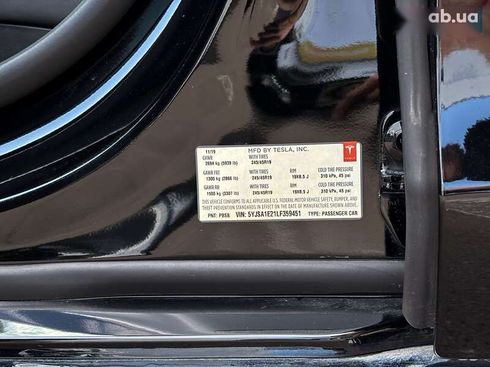 ab.ua
11/19 MFD BY TESLA, INC.
GVWR WITH TIRES RIM COLD TIRE PRESSURE
2694 kg (5939 lb) 245/45R19 19X8.5 J 310 kPa, 45 psi
GAWR FRT WITH TIRES RIM COLD TIRE PRESSURE
1300 kg (2866 lb) 245/45R19 19X8.5 J 310 kPa, 45 psi
GAWR RR WITH TIRES RIM COLD TIRE PRESSURE
1500 kg (3307 lb) 245/45R19 19X8.5 J 310 kPa, 45 psi
THIS VEHICLE CONFORMS TO ALL APPLICABLE U.S. FEDERAL MOTOR VEHICLE SAFETY, BUMPER, AND
THEFT PREVENTION STANDARDS IN EFFECT ON THE DATE OF MANUFACTURE SHOWN ABOVE.
PNT: PBSB VIN: 5YJSA1E21LF359451 TYPE: PASSENGER CAR